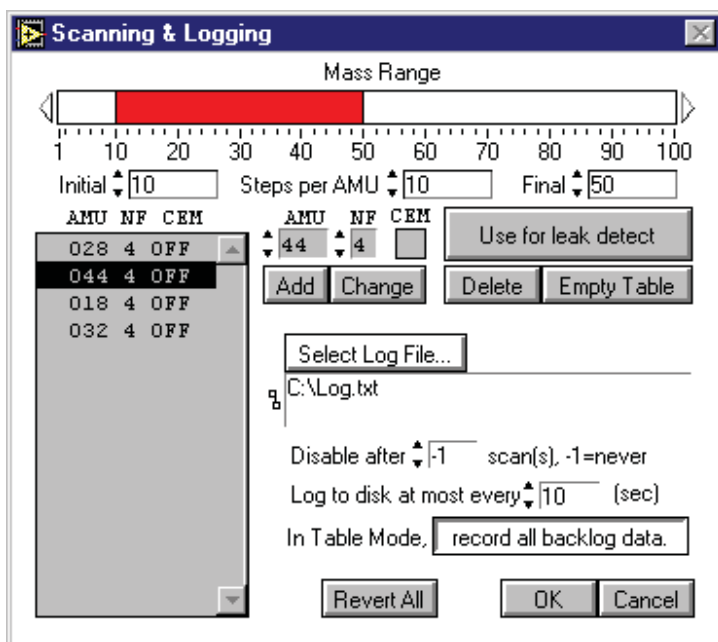 Scanning & Logging
Mass Range
1 10 20 30 40 50 60 70 80 90 100
Initial 10 Steps per AMU 10 Final 50
AMU NF CEM AMU NF CEM
44 4 Use for leak detect
028 4 OFF
044 4 OFF
018 4 OFF
032 4 OFF
Add Change Delete Empty Table
Select Log File...
C:\Log.txt
Disable after -1 scan(s), -1=never
Log to disk at most every 10 (sec)
In Table Mode, record all backlog data.
Revert All OK Cancel